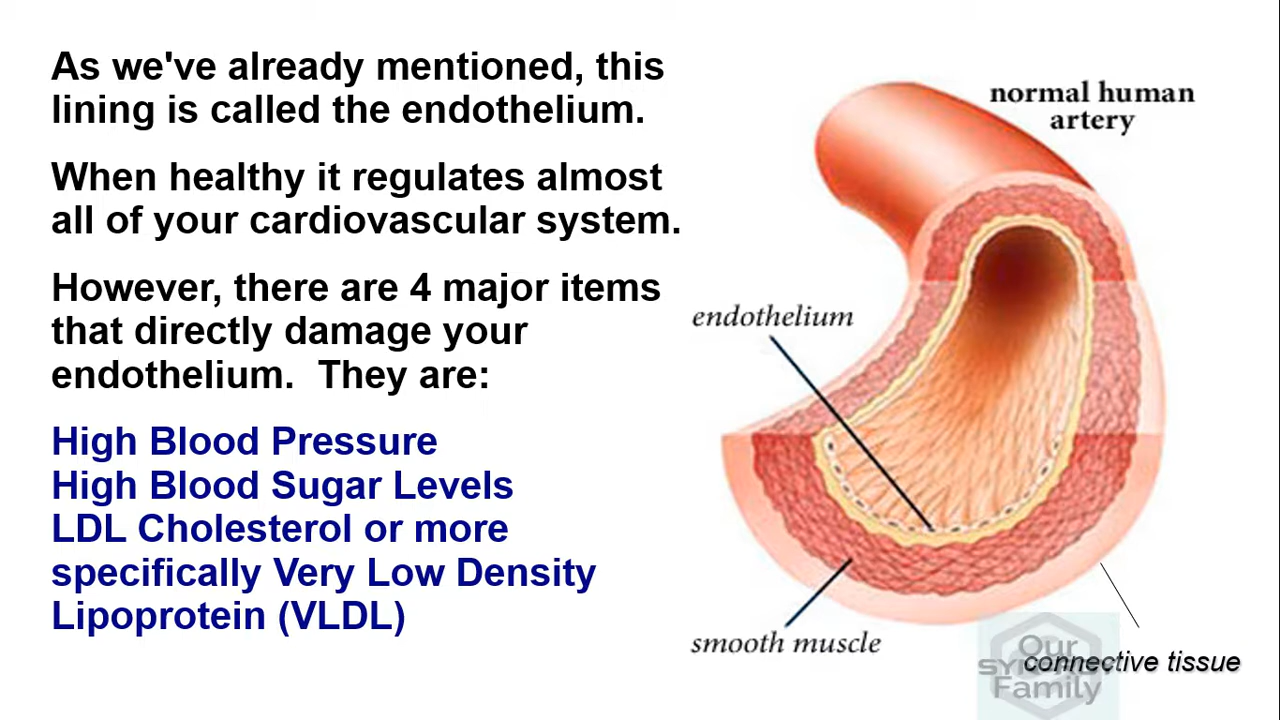 As we've already mentioned, this
lining is called the endothelium.
When healthy it regulates almost
all of your cardiovascular system.
However, there are 4 major items
that directly damage your
endothelium.  They are:
High Blood Pressure
High Blood Sugar Levels
LDL Cholesterol or more
specifically Very Low Density
Lipoprotein (VLDL)
normal human
artery
endothelium
smooth muscle
connective tissue
Our
Family